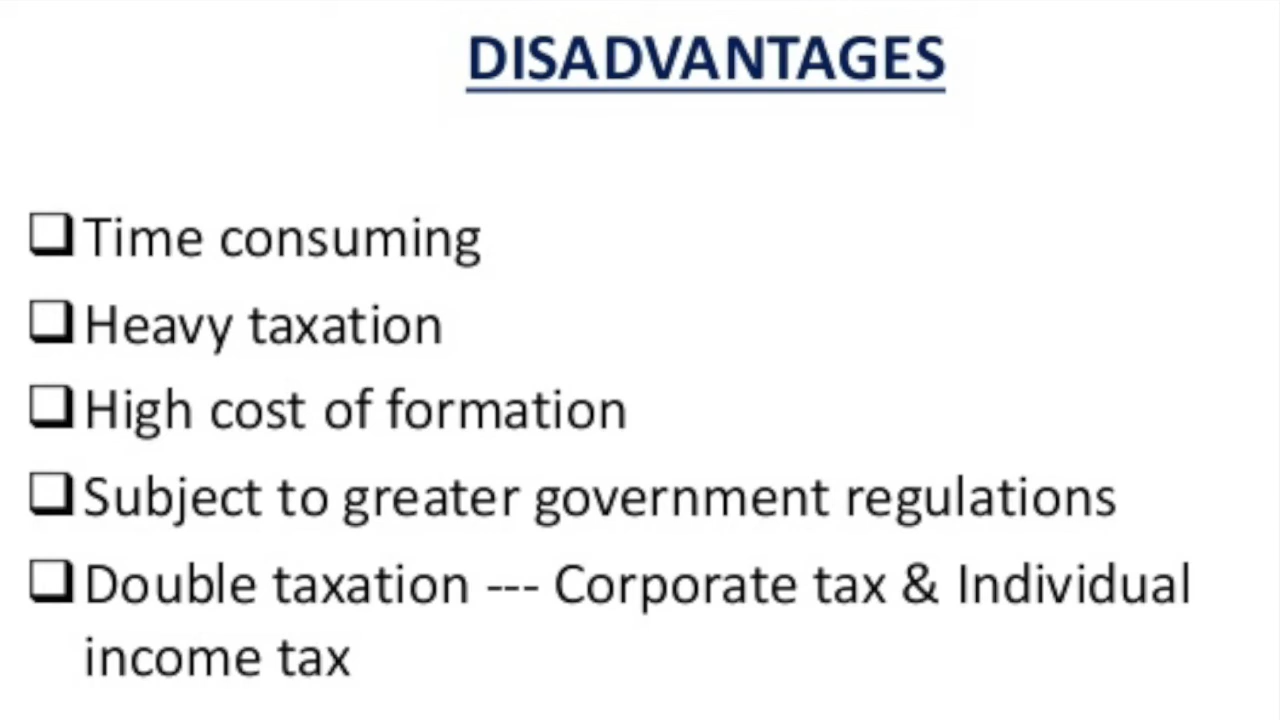 DISADVANTAGES
Time consuming
Heavy taxation
High cost of formation
Subject to greater government regulations
Double taxation --- Corporate tax & Individual
income tax